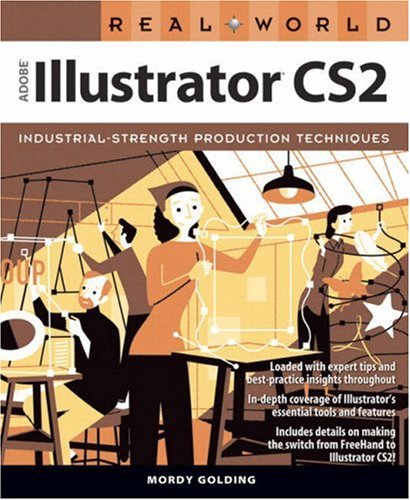 REAL WORLD
ADOBE Illustrator CS2
INDUSTRIAL-STRENGTH PRODUCTION TECHNIQUES
OUP
Loaded with expert tips and
best-practice insights throughout
In-depth coverage of Illustrator's
essential tools and features
Includes details on making
the switch from FreeHand to
Illustrator CS2!
MORDY GOLDING